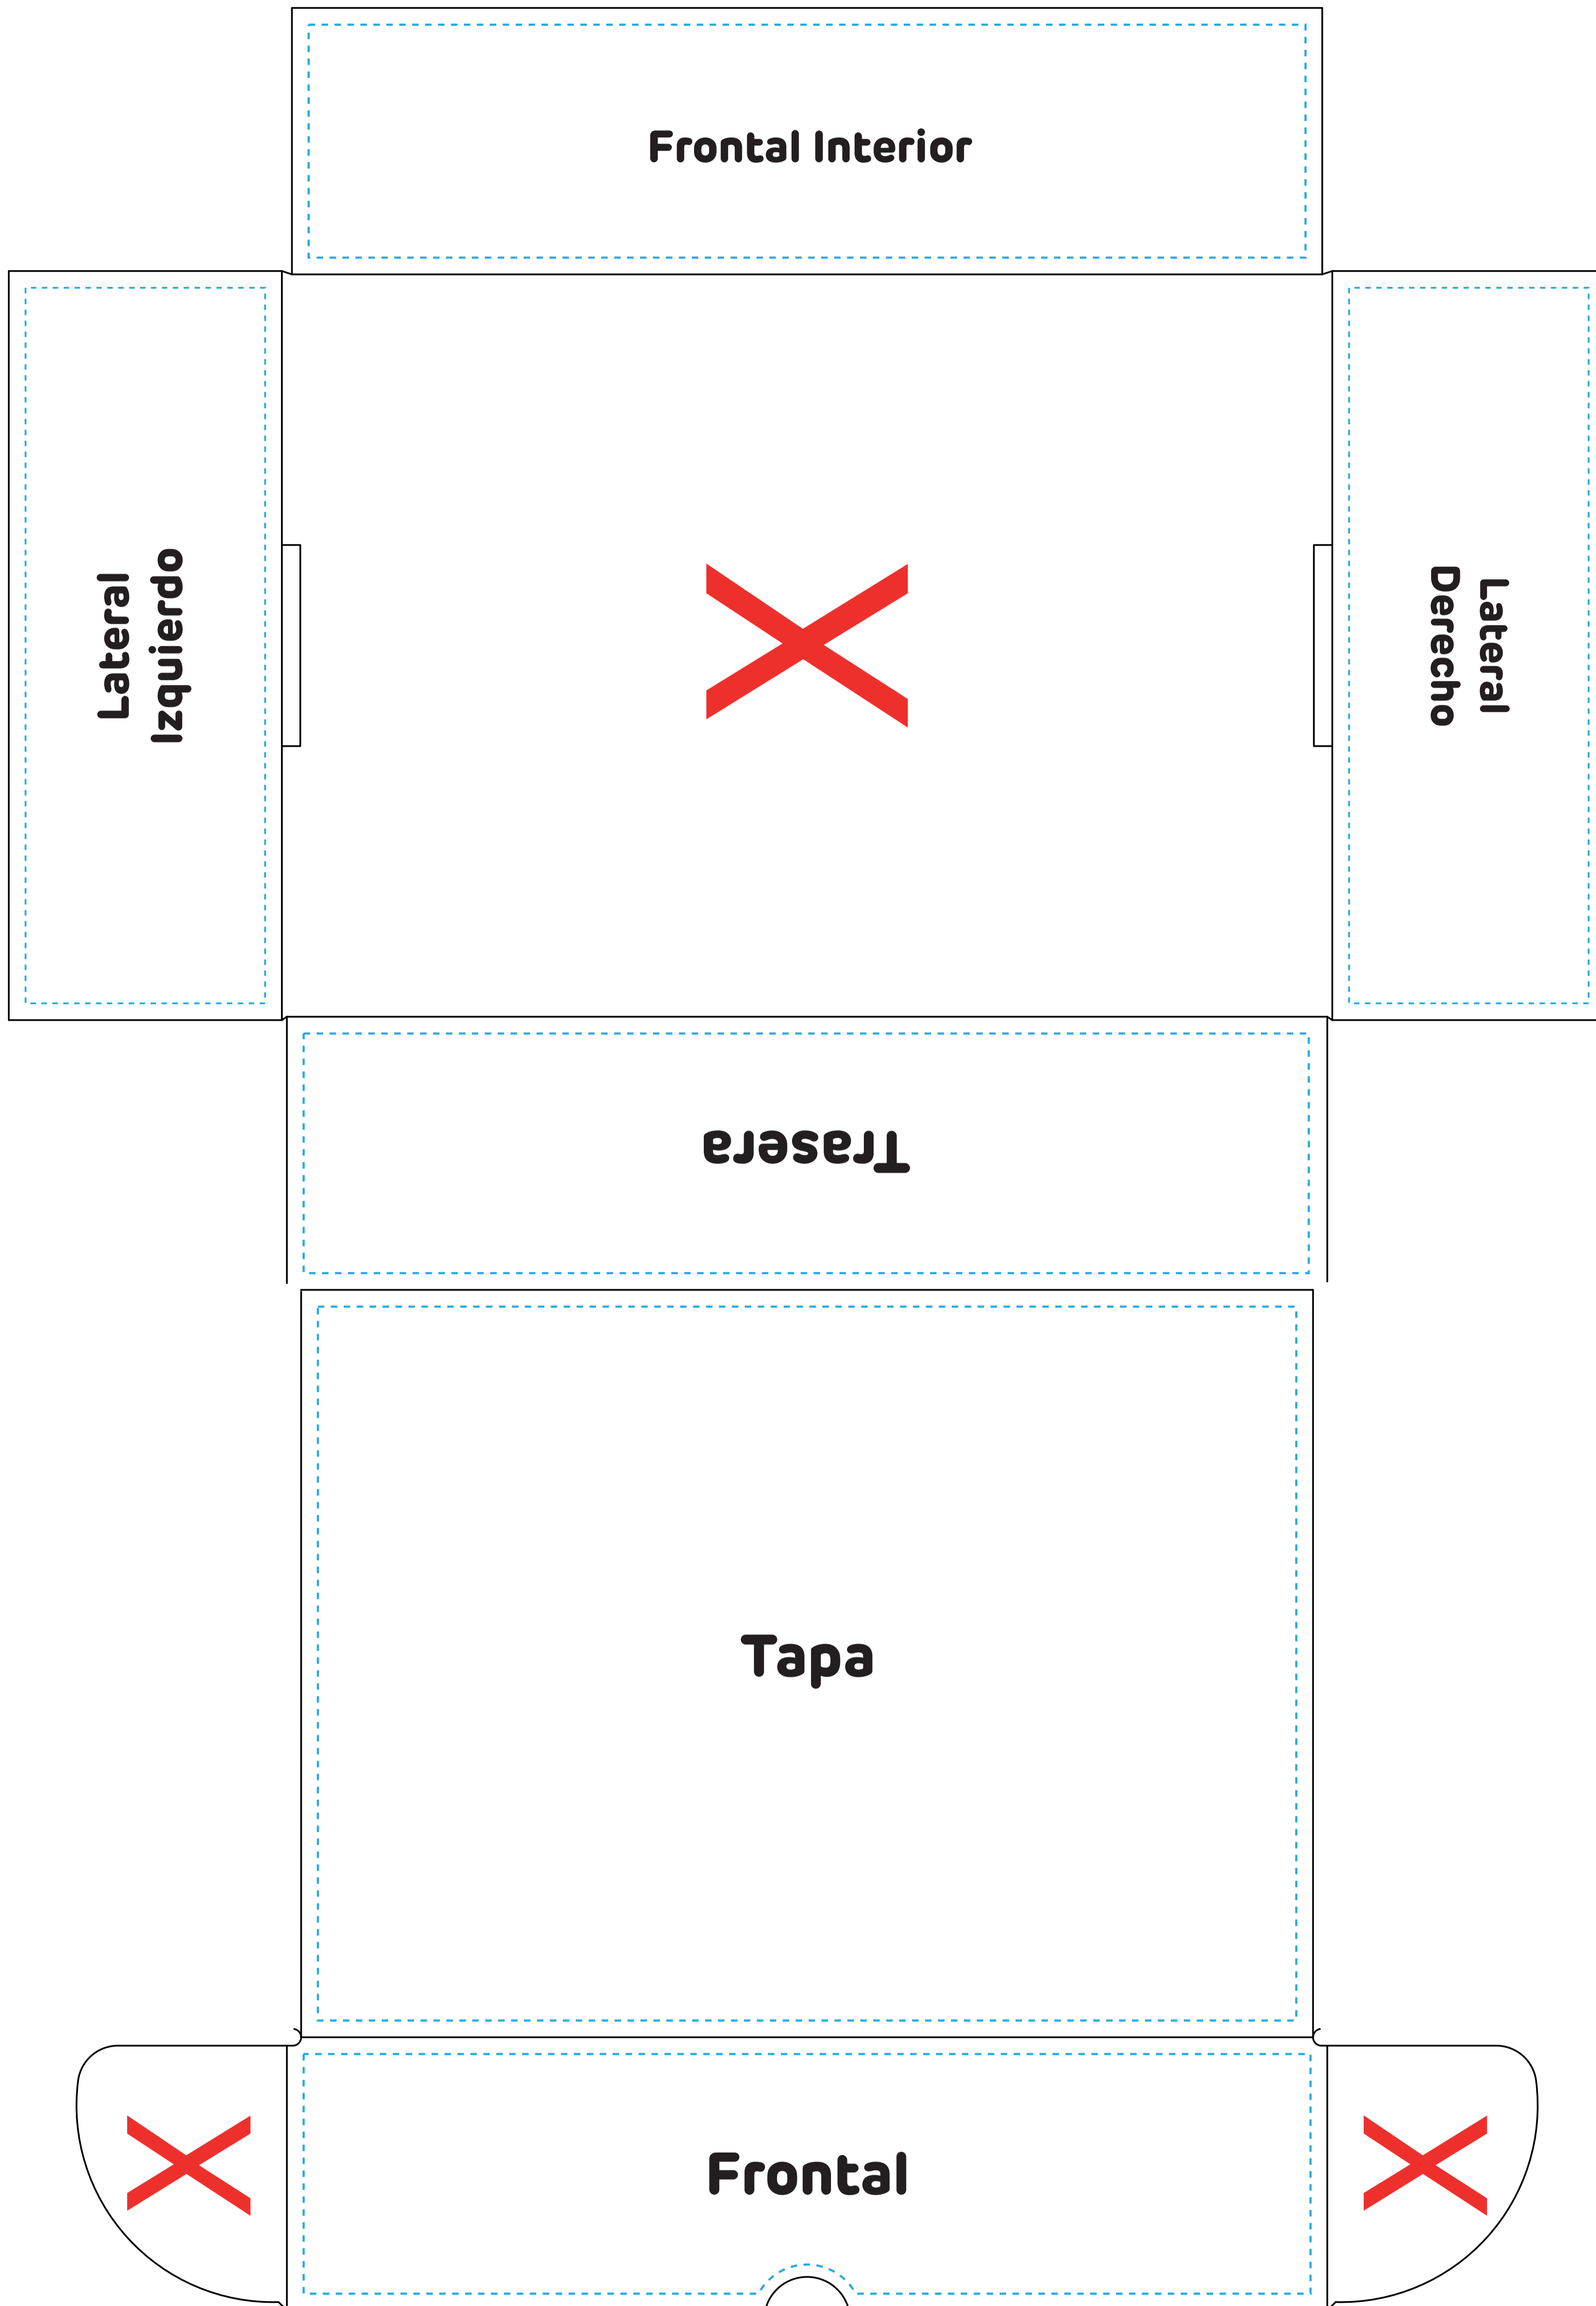 Frontal Interior
Lateral
Izquierdo
Lateral
Derecho
Trasera
Tapa
Frontal